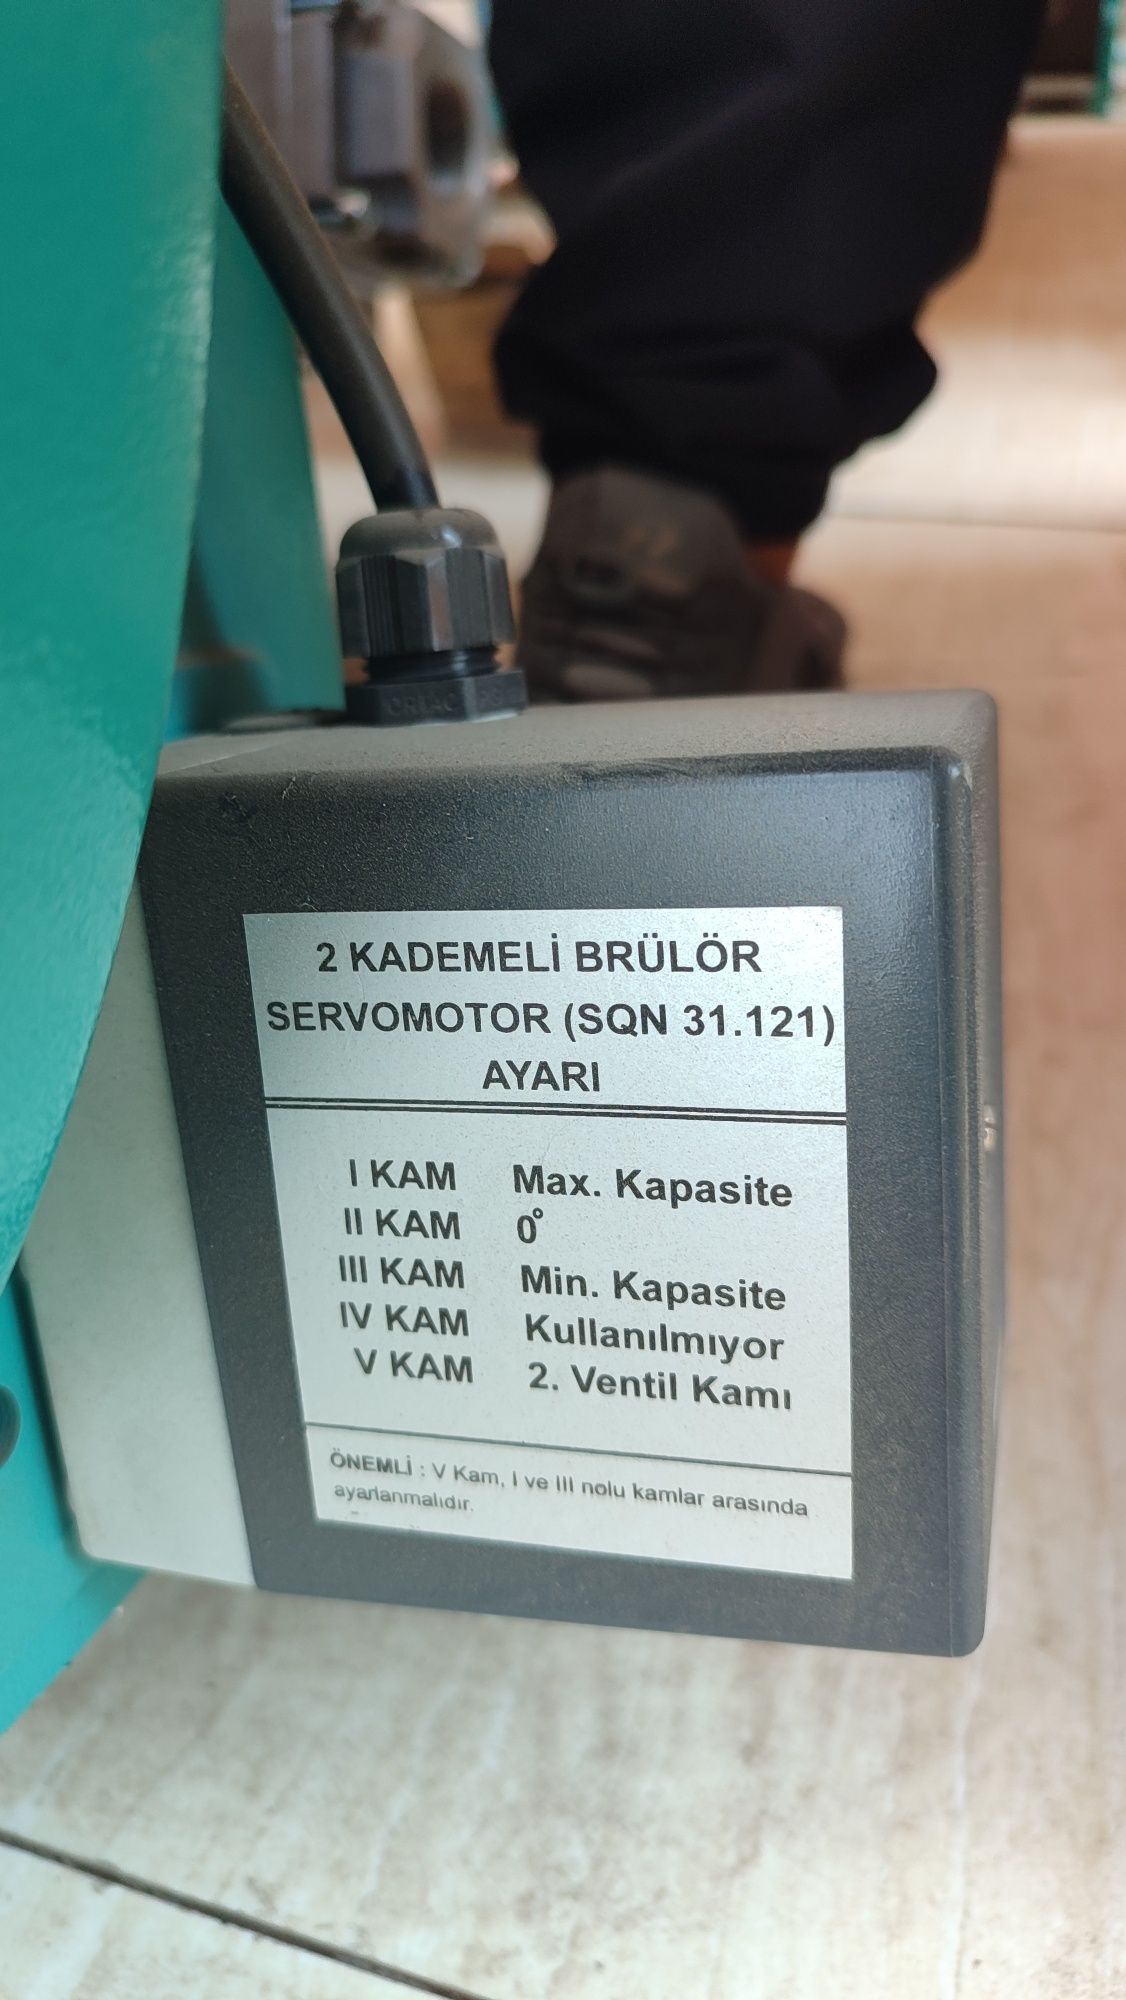 2 KADEMELİ BRÜLÖR
SERVOMOTOR (SQN 31.121)
AYARI
I KAM Max. Kapasite
II KAM 0°
III KAM Min. Kapasite
IV KAM Kullanılmıyor
V KAM 2. Ventil Kamı
ÖNEMLİ : V Kam, I ve III nolu kamlar arasında
ayarlanmalıdır.